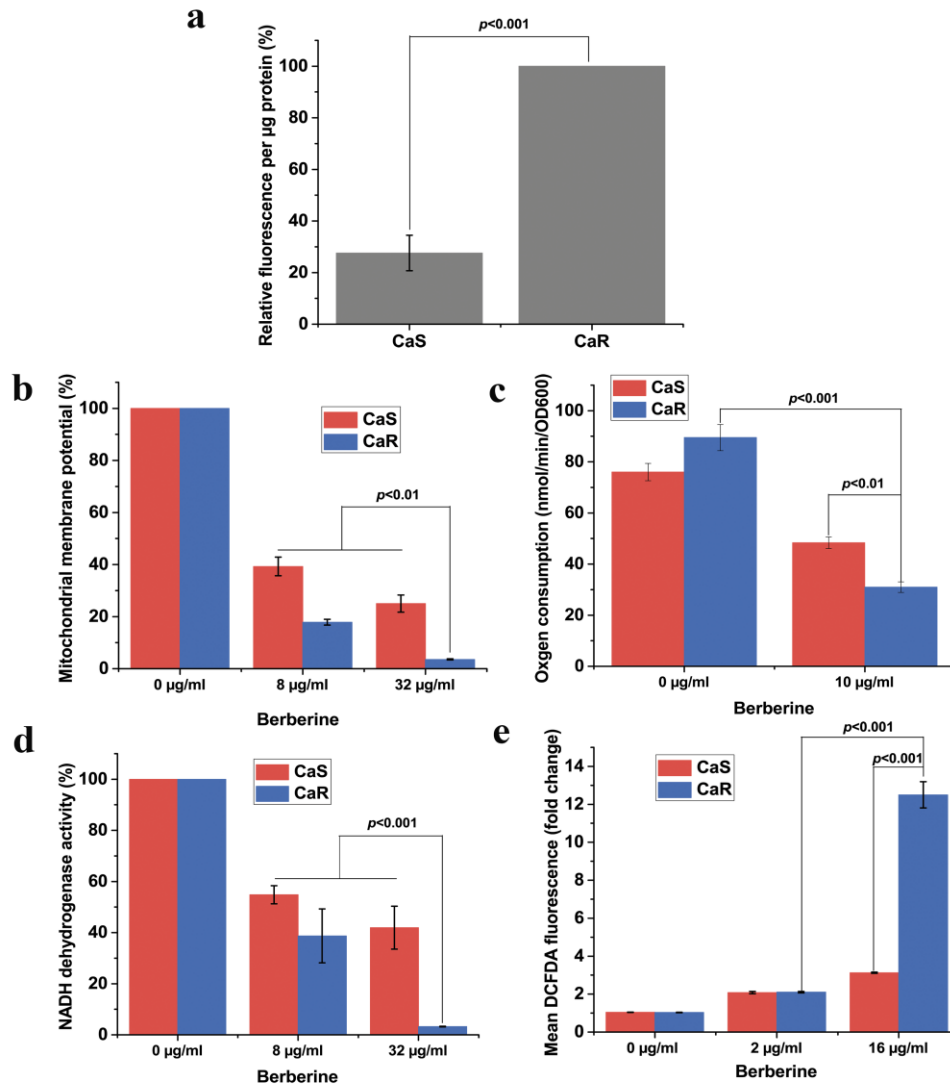 a
p<0.001
Relative fluorescence per µg protein (%)
100
80
60
40
20
0
CaS
CaR
b
Mitochondrial membrane potential (%)
100
80
60
40
20
0
CaS
CaR
p<0.01
0 µg/ml
8 µg/ml
32 µg/ml
Berberine
c
Oxgen consumption (nmol/min/OD600)
100
80
60
40
20
0
CaS
CaR
p<0.001
p<0.01
0 µg/ml
10 µg/ml
Berberine
d
NADH dehydrogenase activity (%)
100
80
60
40
20
0
CaS
CaR
p<0.001
0 µg/ml
8 µg/ml
32 µg/ml
Berberine
e
Mean DCFDA fluorescence (fold change)
14
12
10
8
6
4
2
0
CaS
CaR
p<0.001
p<0.001
0 µg/ml
2 µg/ml
16 µg/ml
Berberine